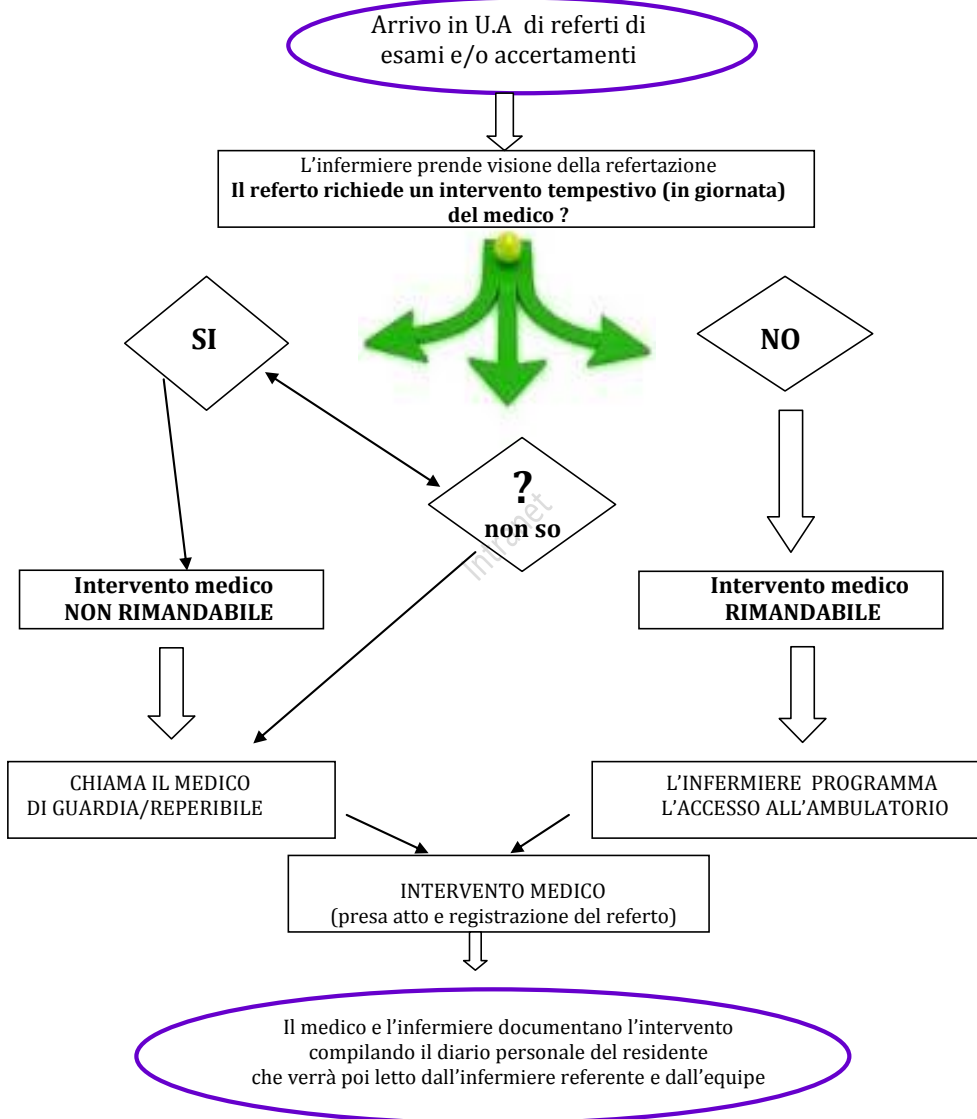 Arrivo in U.A di referti di
esami e/o accertamenti
L'infermiere prende visione della refertazione
Il referto richiede un intervento tempestivo (in giornata)
del medico ?
SI
NO
?
non so
Intranet
Intervento medico
NON RIMANDABILE
Intervento medico
RIMANDABILE
CHIAMA IL MEDICO
DI GUARDIA/REPERIBILE
L'INFERMIERE PROGRAMMA
L'ACCESSO ALL'AMBULATORIO
INTERVENTO MEDICO
(presa atto e registrazione del referto)
Il medico e l'infermiere documentano l'intervento
compilando il diario personale del residente
che verrà poi letto dall'infermiere referente e dall'equipe